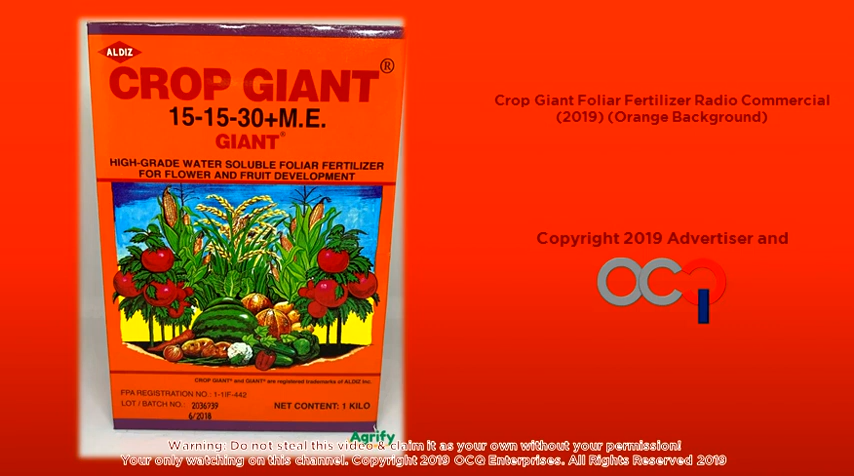 ALDIZ
CROP GIANT®
15-15-30+M.E.
GIANT®
HIGH-GRADE WATER SOLUBLE FOLIAR FERTILIZER
FOR FLOWER AND FRUIT DEVELOPMENT
CROP GIANT® and GIANT® are registered trademarks of ALDIZ Inc.
FPA REGISTRATION NO.: 1-1IF-442
LOT / BATCH NO.: 2036739
6/2018
NET CONTENT: 1 KILO
Agrify
Crop Giant Foliar Fertilizer Radio Commercial
(2019) (Orange Background)
Copyright 2019 Advertiser and
OCG
Warning: Do not steal this video & claim it as your own without your permission!
Your only watching on this channel. Copyright 2019 OCG Enterprises. All Rights Reserved 2019